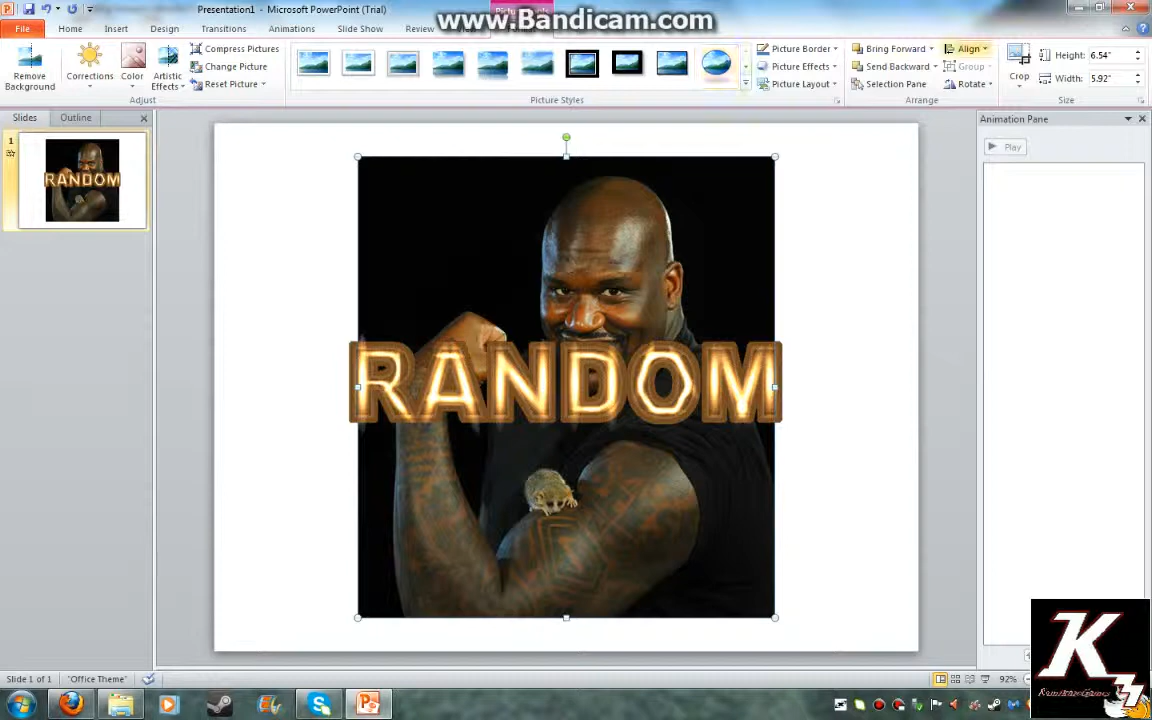 www.Bandicam.com
Presentation1 - Microsoft PowerPoint (Trial)
File Home Insert Design Transitions Animations Slide Show Review
Remove Background
Corrections
Color
Artistic Effects
Compress Pictures
Change Picture
Reset Picture
Adjust
Picture Styles
Picture Border
Picture Effects
Picture Layout
Bring Forward
Send Backward
Selection Pane
Align
Group
Rotate
Arrange
Crop
Height: 6.54"
Width: 5.92"
Size
Slides Outline
1
RANDOM
RANDOM
Animation Pane
Play
K
Slide 1 of 1 "Office Theme" 92%